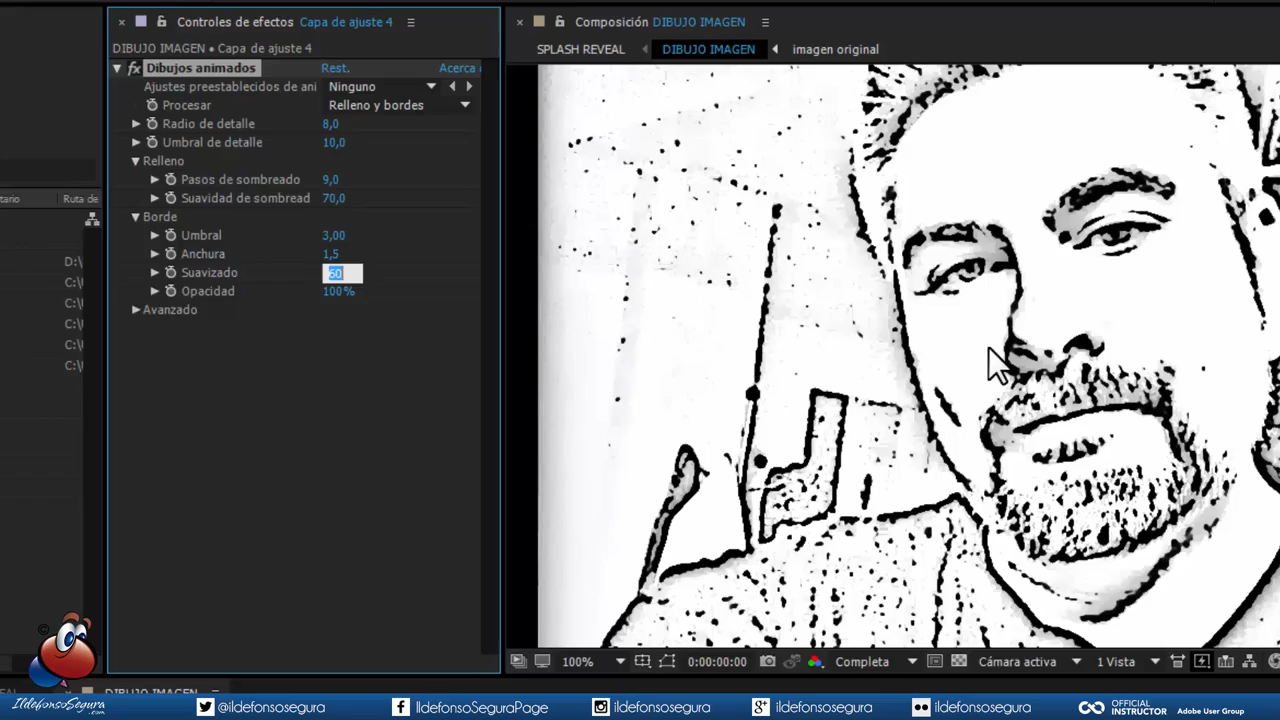 Controles de efectos Capa de ajuste 4
DIBUJO IMAGEN • Capa de ajuste 4
fx Dibujos animados Rest. Acerca
Ajustes preestablecidos de ani Ninguno
Procesar Relleno y bordes
Radio de detalle 8,0
Umbral de detalle 10,0
Relleno
Pasos de sombreado 9,0
Suavidad de sombread 70,0
Borde
Umbral 3,00
Anchura 1,5
Suavizado 60
Opacidad 100%
Avanzado
tario Ruta de
D:\
C:\
C:\
C:\
C:\
C:\
Composición DIBUJO IMAGEN
SPLASH REVEAL DIBUJO IMAGEN imagen original
100% 0:00:00:00 Completa Cámara activa 1 Vista
DIBUJO IMAGEN
©
IldefonsoSegura
.com
@ildefonsosegura
IldefonsoSeguraPage
ildefonsosegura
ildefonsosegura
ildefonsosegura
OFFICIAL
INSTRUCTOR
Adobe User Group